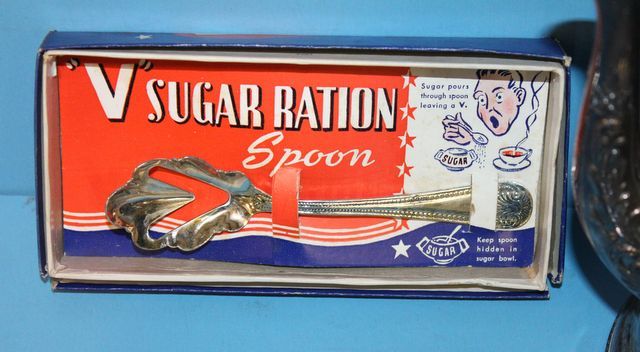 "V" SUGAR RATION
Spoon
Sugar pours
through spoon
leaving a V.
SUGAR
SUGAR
Keep spoon
hidden in
sugar bowl.